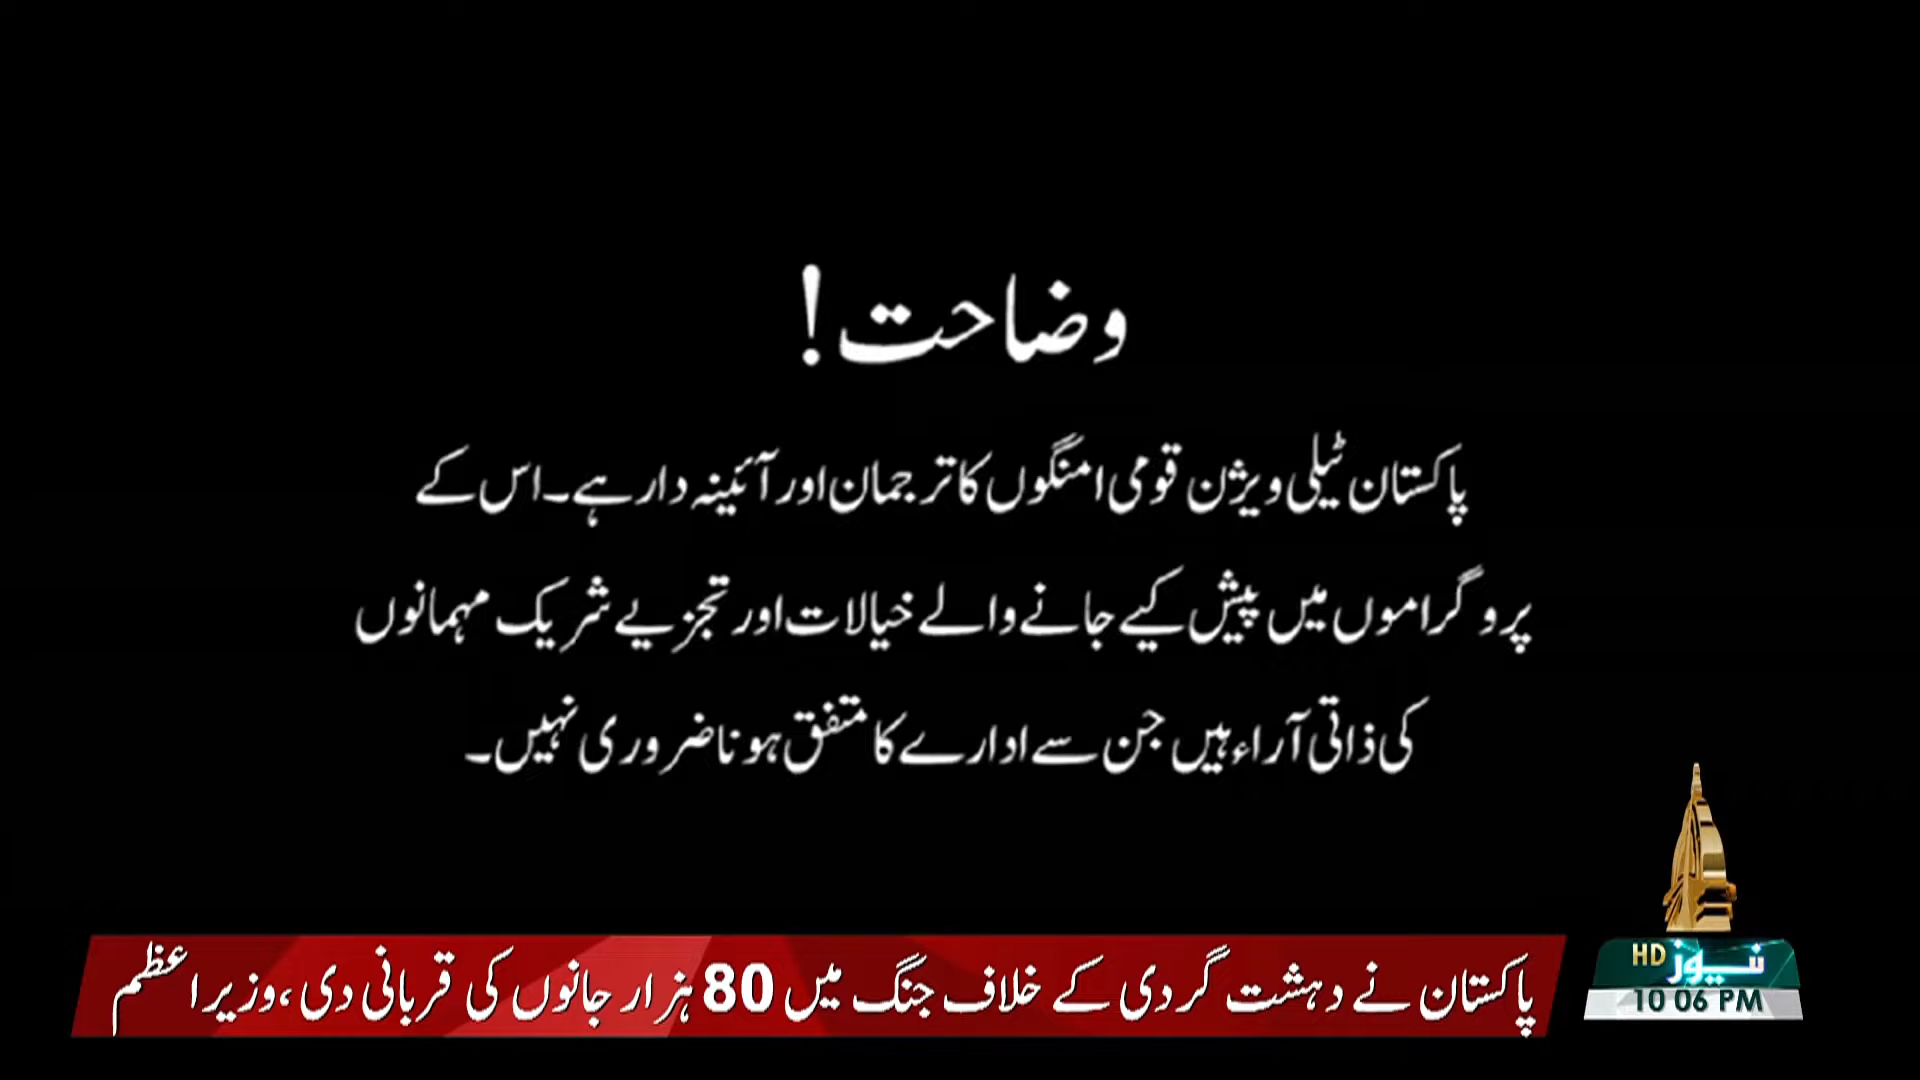 وضاحت!
پاکستان ٹیلی ویژن قومی امنگوں کا ترجمان اور آئینہ دار ہے۔ اس کے
پروگراموں میں پیش کیے جانے والے خیالات اور تجزیے شریک مہمانوں
کی ذاتی آراء ہیں جن سے ادارے کا متفق ہونا ضروری نہیں۔
پاکستان نے دہشت گردی کے خلاف جنگ میں 80 ہزار جانوں کی قربانی دی، وزیراعظم
نیوز HD
10 06 PM